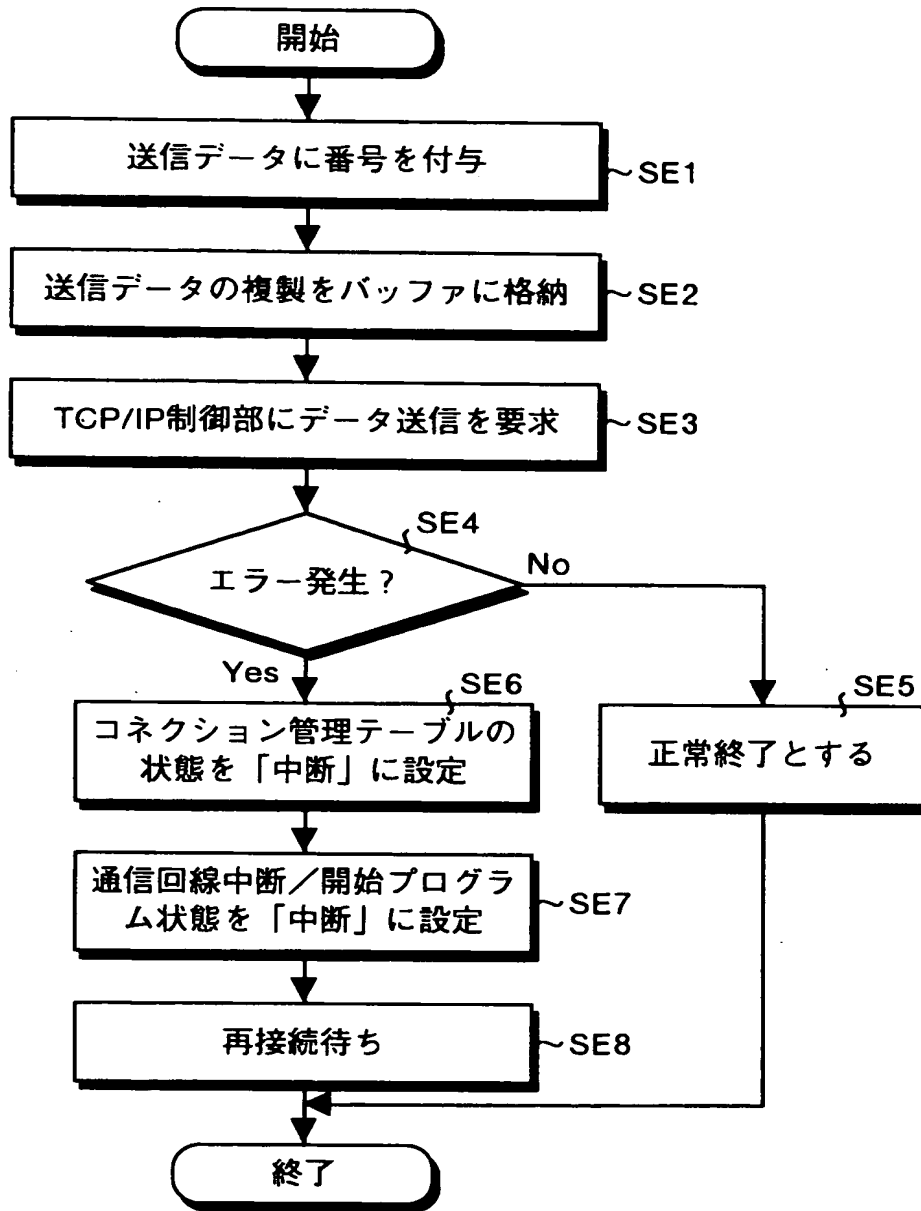 開始
送信データに番号を付与
SE1
送信データの複製をバッファに格納
SE2
TCP/IP制御部にデータ送信を要求
SE3
SE4
エラー発生？
No
Yes
SE6
コネクション管理テーブルの
状態を「中断」に設定
SE5
正常終了とする
通信回線中断／開始プログラ
ム状態を「中断」に設定
SE7
再接続待ち
SE8
終了